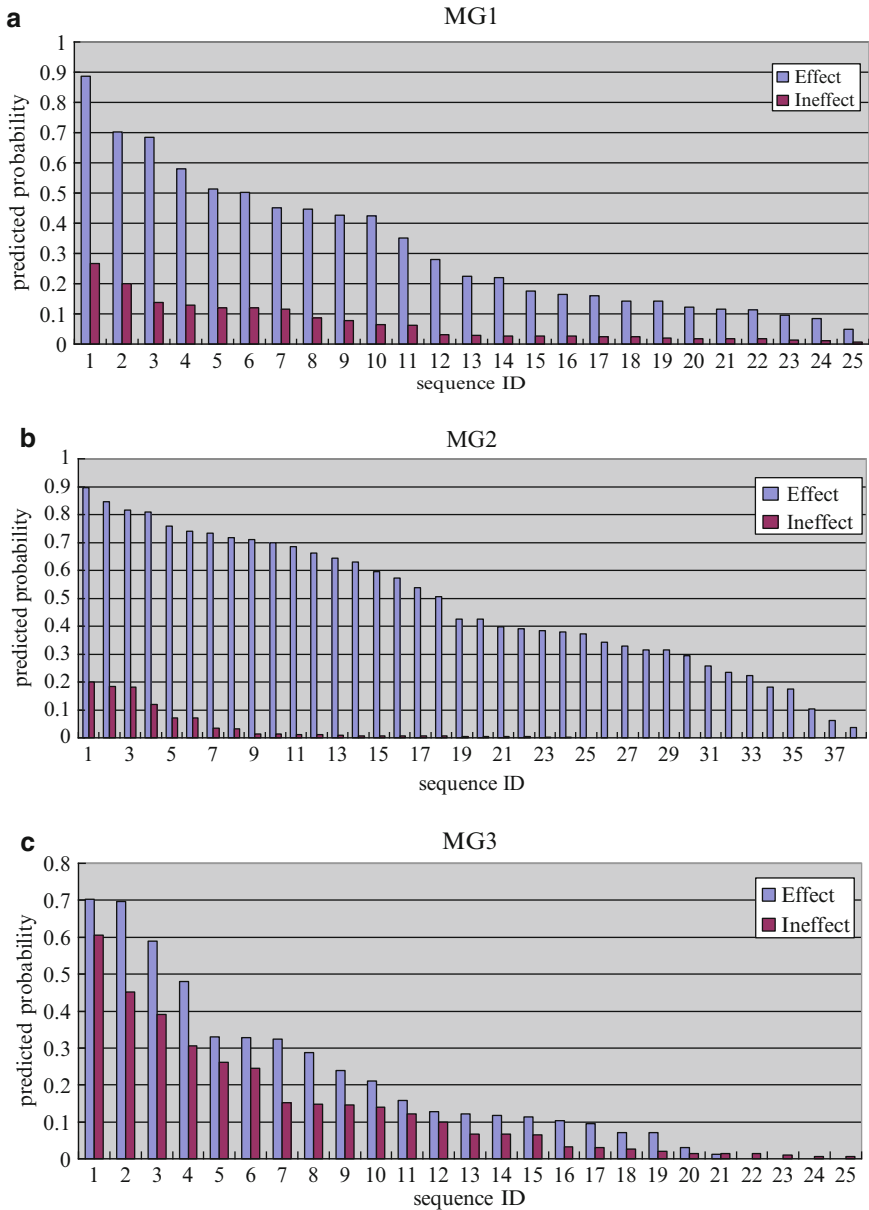 a
MG1
1
0.9
0.8
0.7
0.6
0.5
0.4
0.3
0.2
0.1
0
predicted probability
Effect
Ineffect
1 2 3 4 5 6 7 8 9 10 11 12 13 14 15 16 17 18 19 20 21 22 23 24 25
sequence ID
b
MG2
1
0.9
0.8
0.7
0.6
0.5
0.4
0.3
0.2
0.1
0
predicted probability
Effect
Ineffect
1 3 5 7 9 11 13 15 17 19 21 23 25 27 29 31 33 35 37
sequence ID
c
MG3
0.8
0.7
0.6
0.5
0.4
0.3
0.2
0.1
0
predicted probability
Effect
Ineffect
1 2 3 4 5 6 7 8 9 10 11 12 13 14 15 16 17 18 19 20 21 22 23 24 25
sequence ID